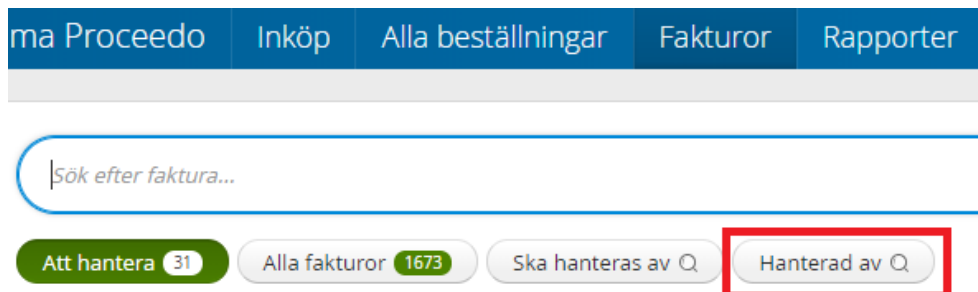 ma Proceedo Inköp Alla beställningar Fakturor Rapporter
Sök efter faktura...
Att hantera 31 Alla fakturor 1673 Ska hanteras av Hanterad av